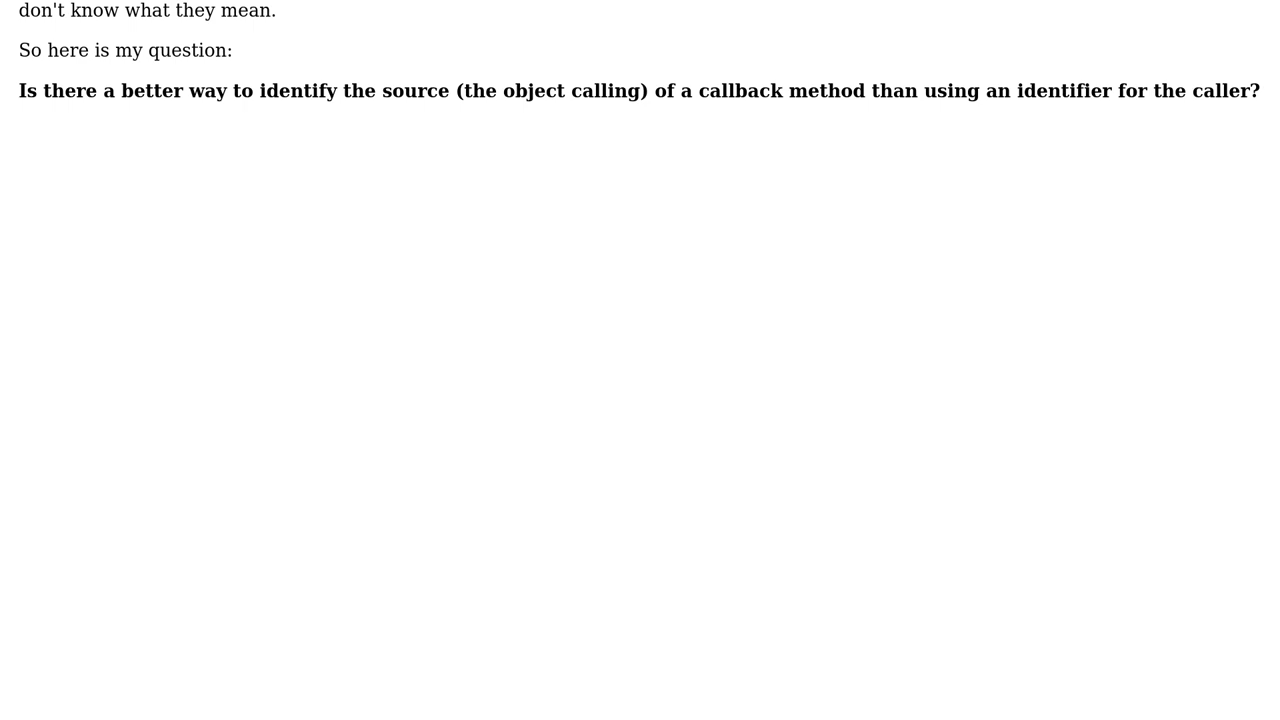 don't know what they mean.
So here is my question:
Is there a better way to identify the source (the object calling) of a callback method than using an identifier for the caller?